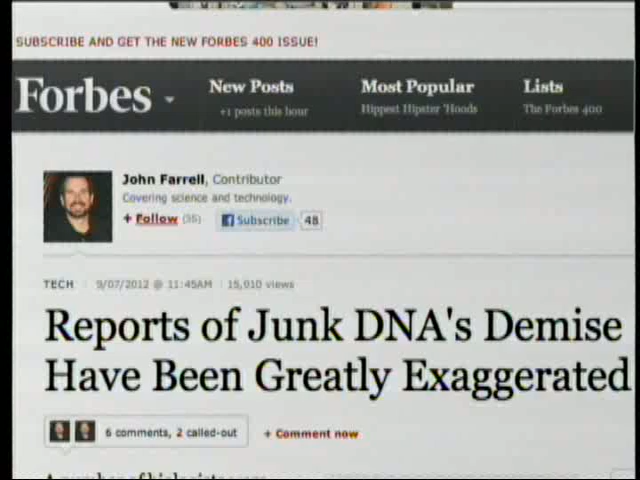 SUBSCRIBE AND GET THE NEW FORBES 400 ISSUE!
Forbes
New Posts
+1 posts this hour
Most Popular
Hippest Hipster 'Hoods
Lists
The Forbes 400
John Farrell, Contributor
Covering science and technology.
+ Follow (35)
Subscribe 48
TECH | 9/07/2012 @ 11:45AM | 15,010 views
Reports of Junk DNA's Demise
Have Been Greatly Exaggerated
6 comments, 2 called-out
+ Comment now
A number of biologists